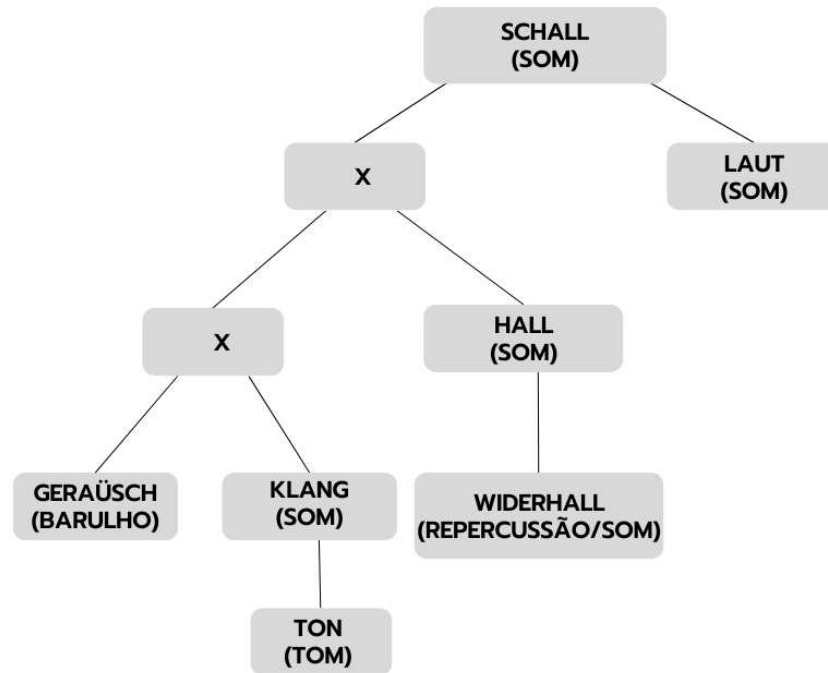 SCHALL
(SOM)
X
LAUT
(SOM)
X
HALL
(SOM)
GERAÜSCH
(BARULHO)
KLANG
(SOM)
WIDERHALL
(REPERCUSSÃO/SOM)
TON
(TOM)